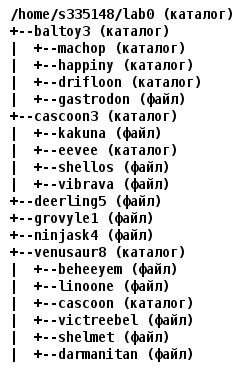 /home/s335148/lab0 (каталог)
+--baltoy3 (каталог)
|  +--machop (каталог)
|  +--happiny (каталог)
|  +--drifloon (каталог)
|  +--gastrodon (файл)
+--cascoon3 (каталог)
|  +--kakuna (файл)
|  +--eevee (каталог)
|  +--shellos (файл)
|  +--vibrava (файл)
+--deerling5 (файл)
+--grovyle1 (файл)
+--ninjask4 (файл)
+--venusaur8 (каталог)
|  +--beheeyem (файл)
|  +--linoone (файл)
|  +--cascoon (каталог)
|  +--victreebel (файл)
|  +--shelmet (файл)
|  +--darmanitan (файл)